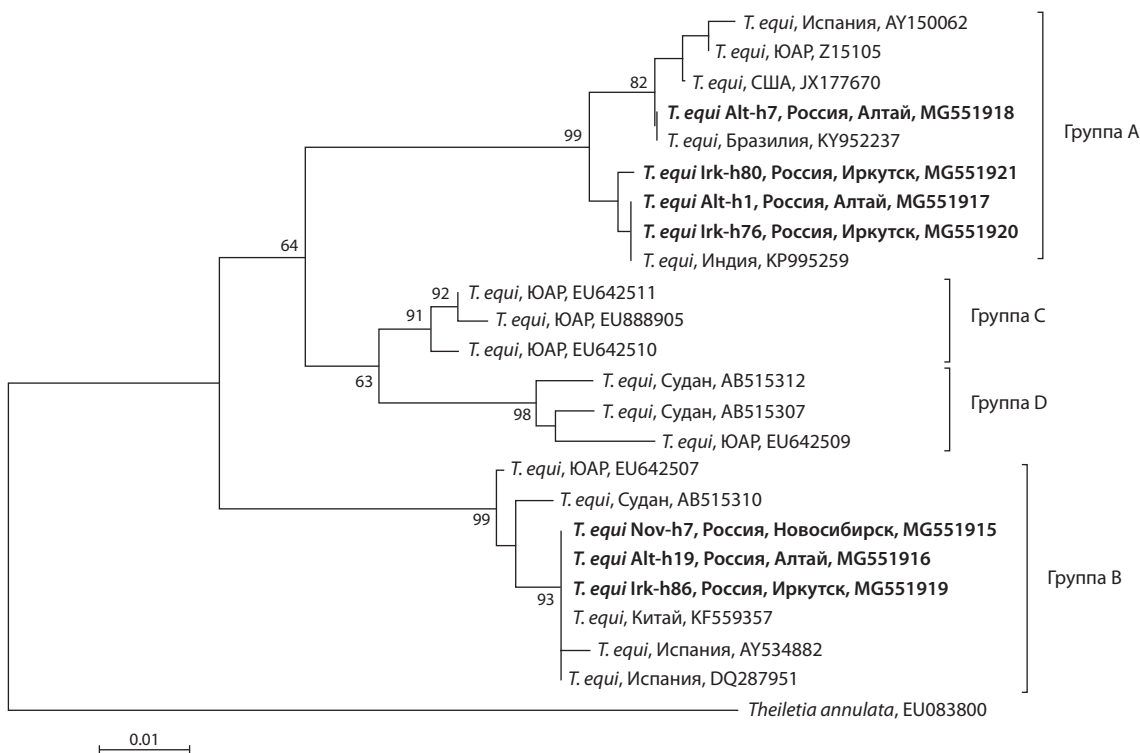 T. equi, Испания, AY150062
T. equi, ЮАР, Z15105
T. equi, США, JX177670
82
T. equi Alt-h7, Россия, Алтай, MG551918
T. equi, Бразилия, KY952237
Группа A
99
T. equi Irk-h80, Россия, Иркутск, MG551921
T. equi Alt-h1, Россия, Алтай, MG551917
T. equi Irk-h76, Россия, Иркутск, MG551920
64
T. equi, Индия, KP995259
92
T. equi, ЮАР, EU642511
91
T. equi, ЮАР, EU888905
Группа C
T. equi, ЮАР, EU642510
63
T. equi, Судан, AB515312
98
T. equi, Судан, AB515307
Группа D
T. equi, ЮАР, EU642509
T. equi, ЮАР, EU642507
99
T. equi, Судан, AB515310
T. equi Nov-h7, Россия, Новосибирск, MG551915
T. equi Alt-h19, Россия, Алтай, MG551916
Группа B
T. equi Irk-h86, Россия, Иркутск, MG551919
93
T. equi, Китай, KF559357
T. equi, Испания, AY534882
T. equi, Испания, DQ287951
Theiletia annulata, EU083800
0.01